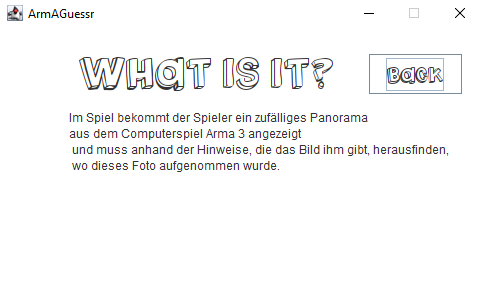 ArmAGuessr
WHaT IS IT?
BacK
Im Spiel bekommt der Spieler ein zufälliges Panorama
aus dem Computerspiel Arma 3 angezeigt
und muss anhand der Hinweise, die das Bild ihm gibt, herausfinden,
wo dieses Foto aufgenommen wurde.